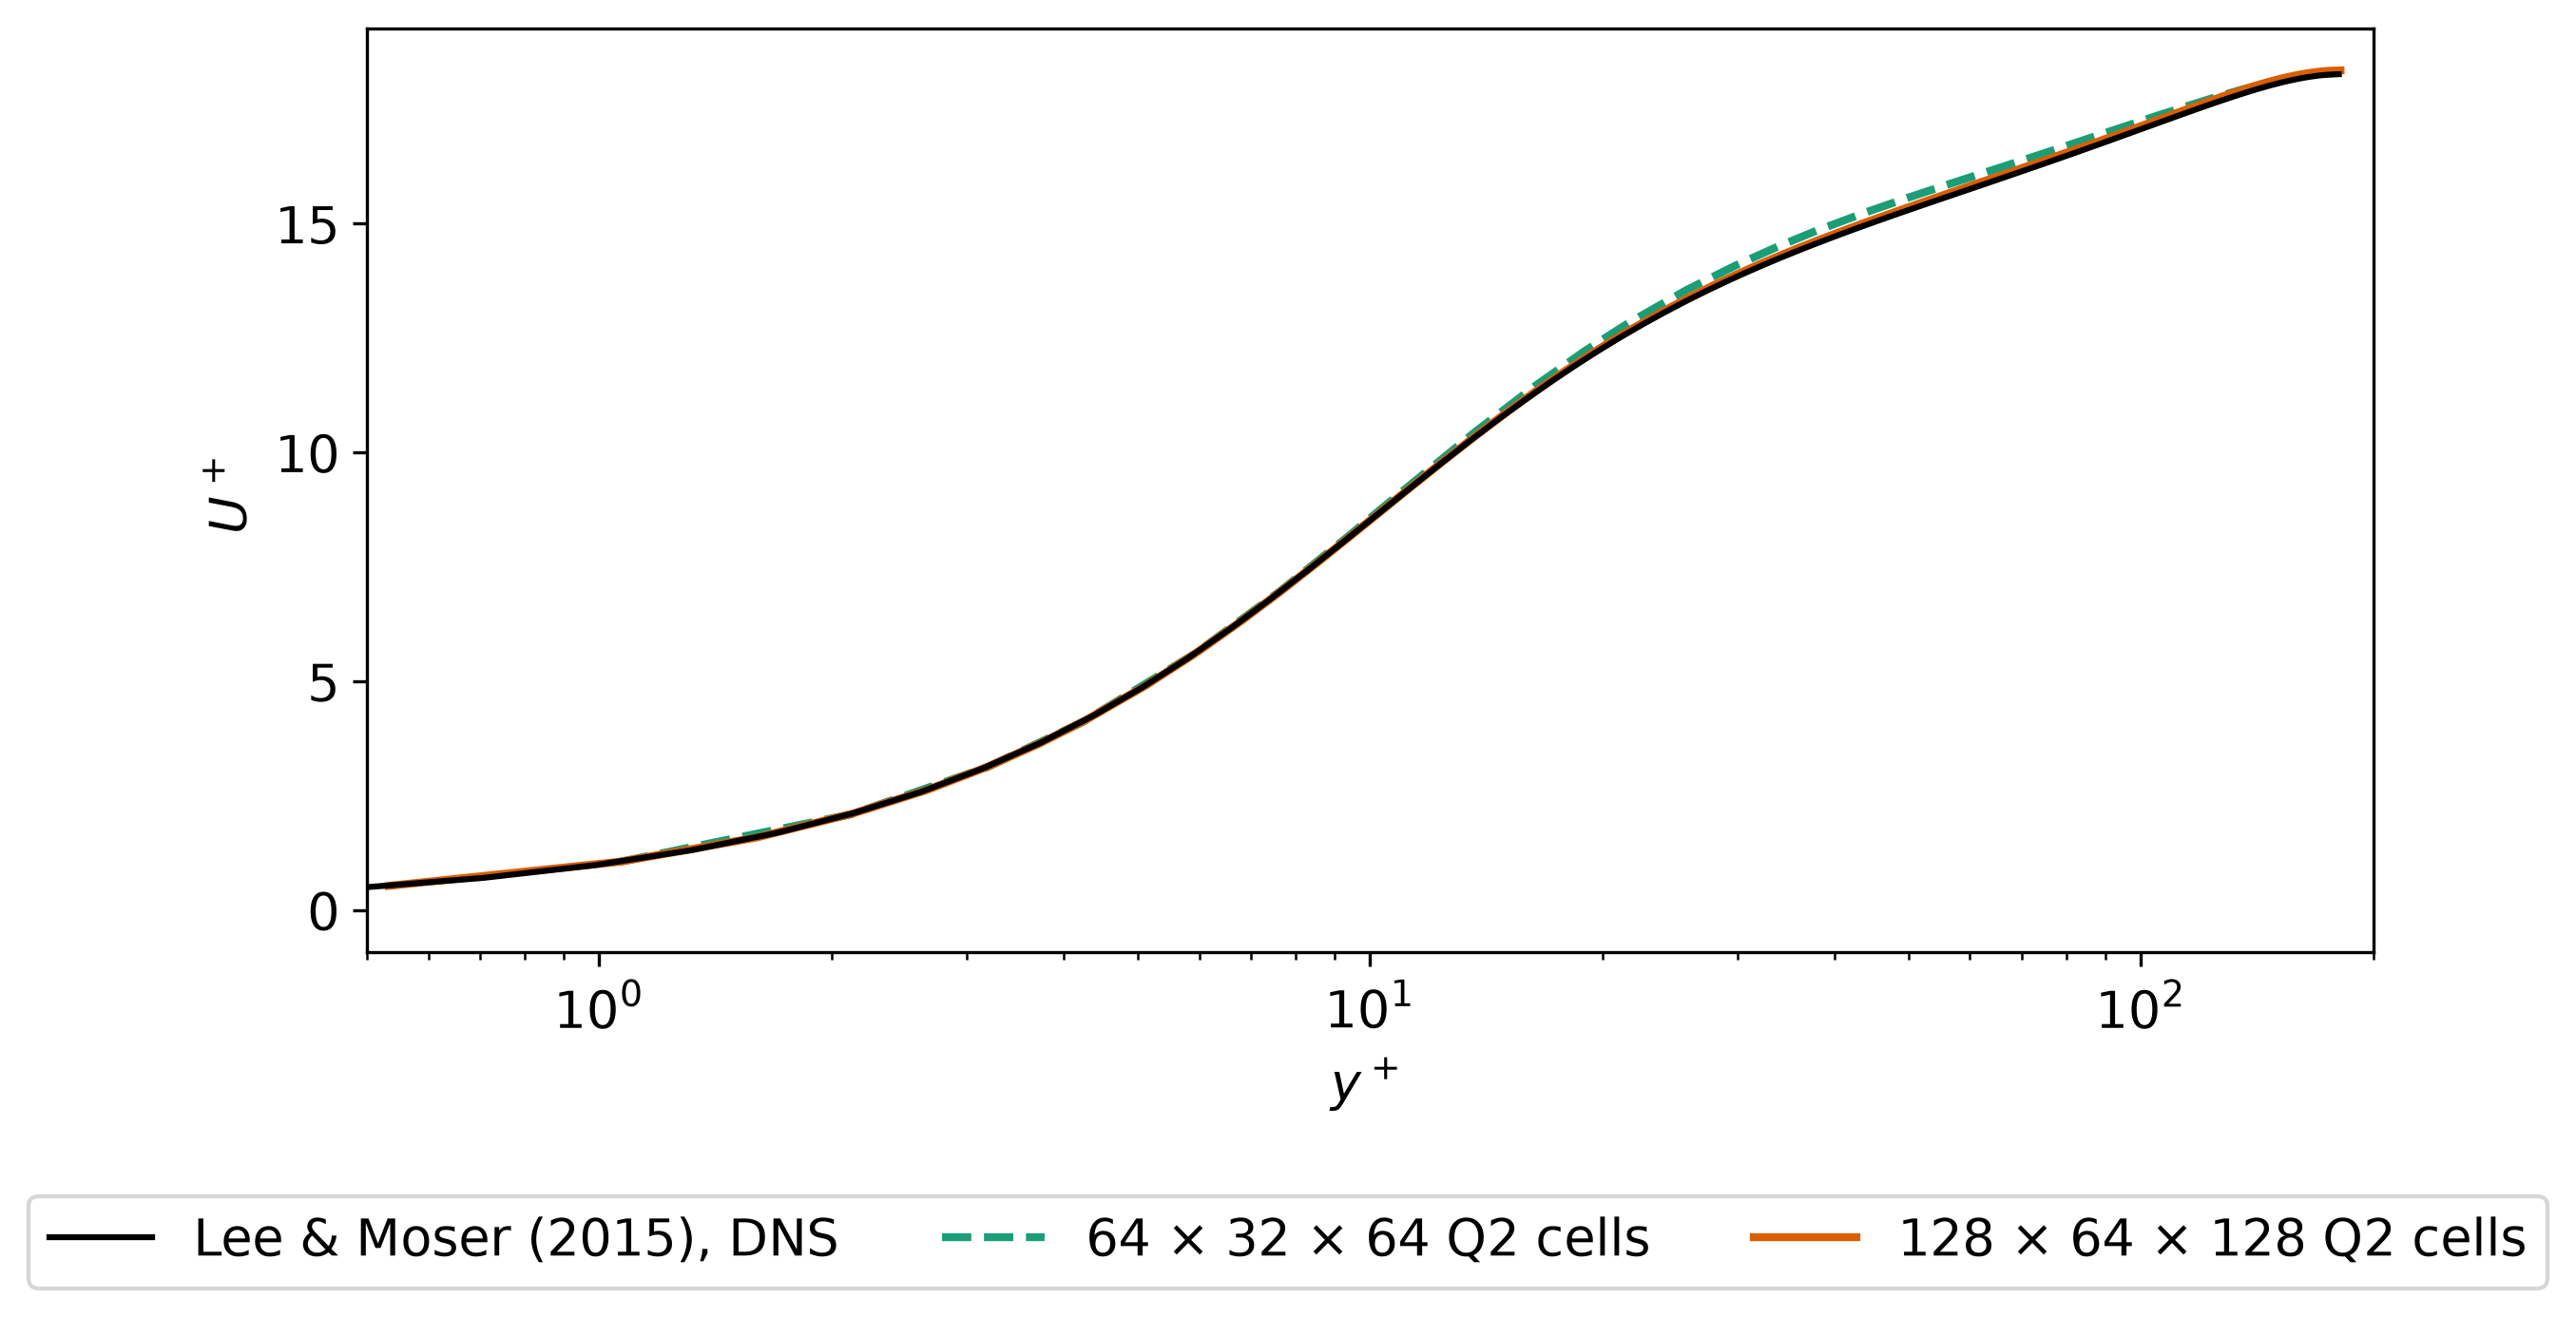 15
10
5
0
U⁺
10⁰ 10¹ 10²
y⁺
Lee & Moser (2015), DNS 64 × 32 × 64 Q2 cells 128 × 64 × 128 Q2 cells